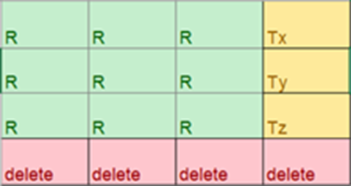 R R R Tx
R R R Ty
R R R Tz
delete delete delete delete